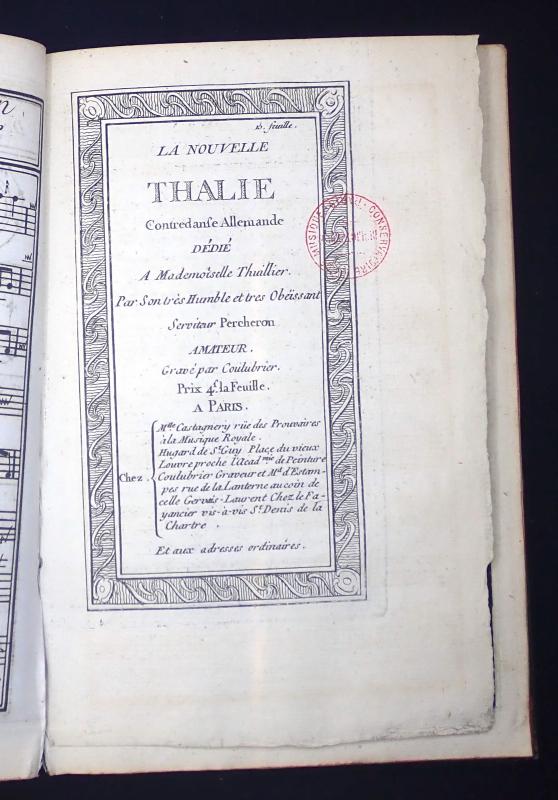 15. feuille.
LA NOUVELLE
THALIE
Contredanse Allemande
DÉDIÉ
A Mademoiselle Thuillier.
Par Son très Humble et tres Obéissant
Serviteur Percheron
AMATEUR.
Gravé par Coulubrier.
Prix 4ˢ. la Feuille.
A PARIS.
Chez.
Mˡˡᵉ Castagnery rüe des Prouvaires
à la Musique Royale.
Hugard de Sᵗ Guy Place du vieux
Louvre proche l'Acad ᵐⁱᵉ de Peinture
Coulubrier Graveur et Mᵈ d'Estam-
pes rue de la Lanterne au coin de
celle Gervais-Laurent Chez le Fa-
yancier vis-à-vis Sᵗ Denis de la
Chartre.
Et aux adresses ordinaires.
CONSERVATOIRE
MUSIQUE